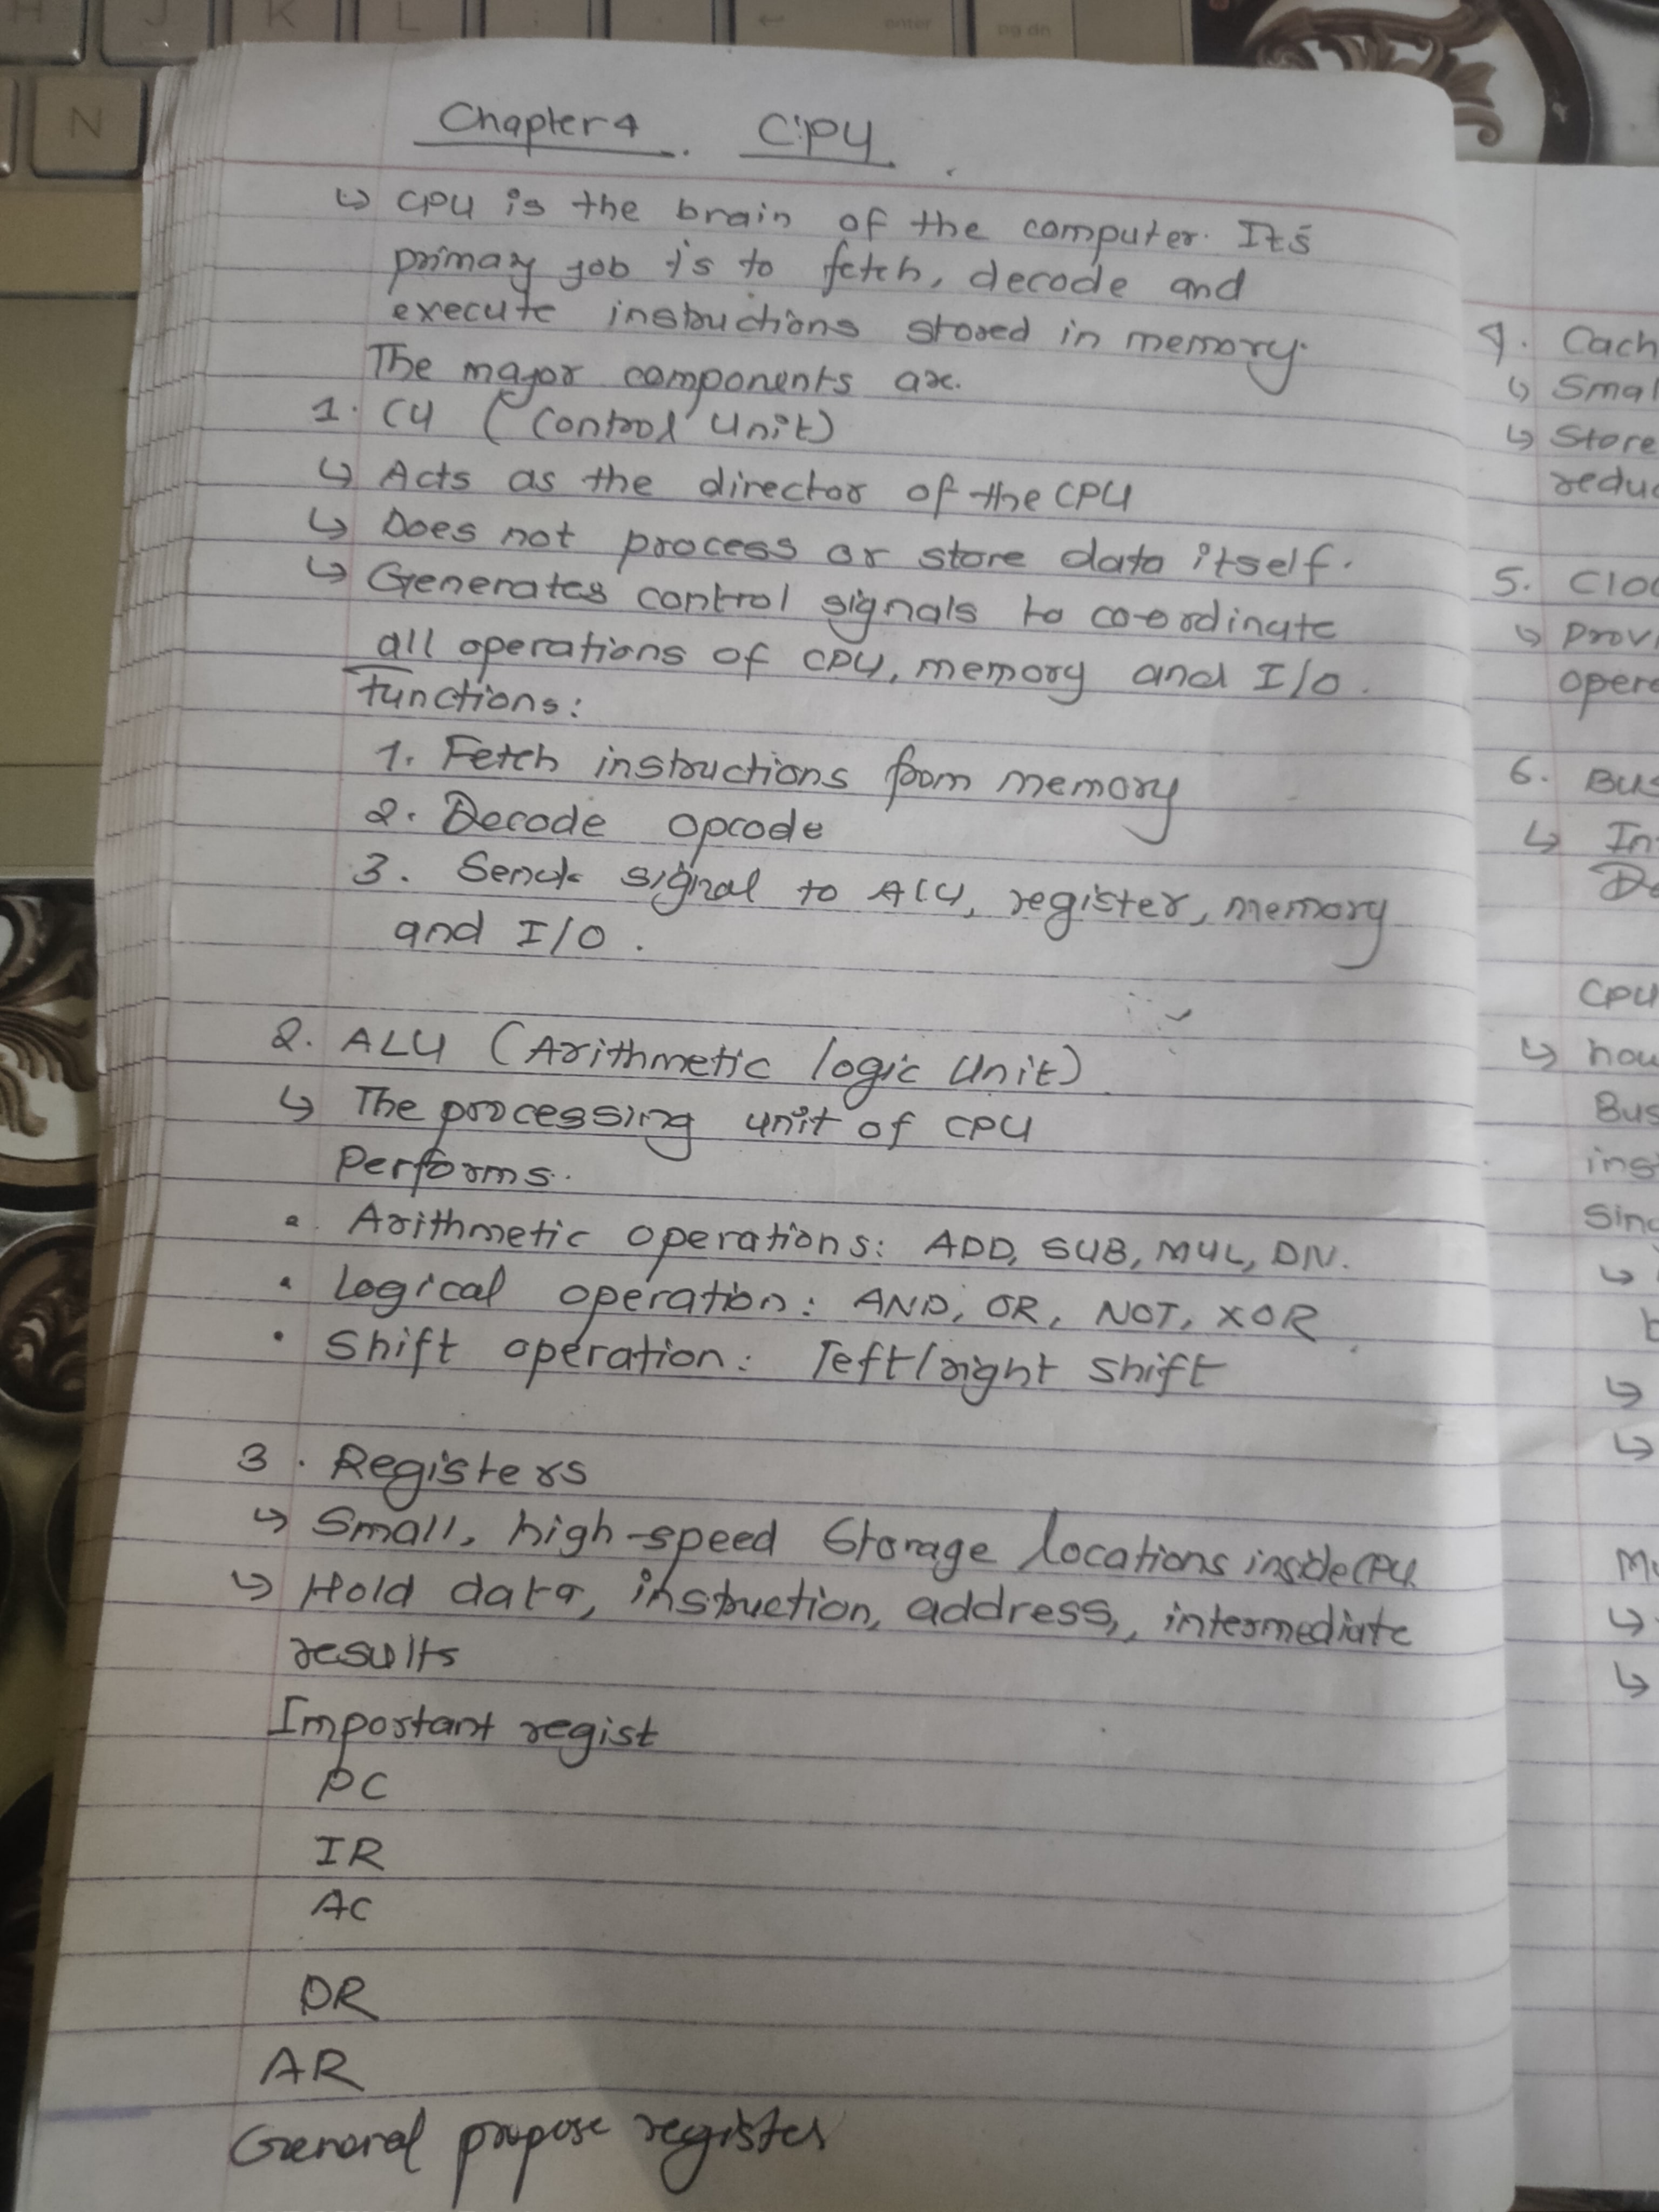 Chapter 4. CPU.
↳ CPU is the brain of the computer. Its
primary job is to fetch, decode and
execute instructions stored in memory.
The major components are.
1. CU (Control Unit)
↳ Acts as the director of the CPU
↳ Does not process or store data itself.
↳ Generates control signals to co-ordinate
all operations of CPU, memory and I/O.
functions:
1. Fetch instructions from memory
2. Decode opcode
3. Sends signal to ALU, register, memory
and I/O.
2. ALU (Arithmetic logic Unit)
↳ The processing unit of CPU
Performs.
• Arithmetic operations: ADD, SUB, MUL, DIV.
• Logical operation: AND, OR, NOT, XOR
• Shift operation: left/right shift
3. Registers
↳ Small, high-speed Storage locations inside CPU
↳ Hold data, instruction, address, intermediate
results
Important regist
PC
IR
AC
DR
AR
General propose register
4. Cach
↳ Smal
↳ Store
reduc
5. Cloc
↳ Provi
opera
6. Bus
↳ In
CPU
↳ how
Bus
ins
Sing
↳
↳
↳
↳
↳